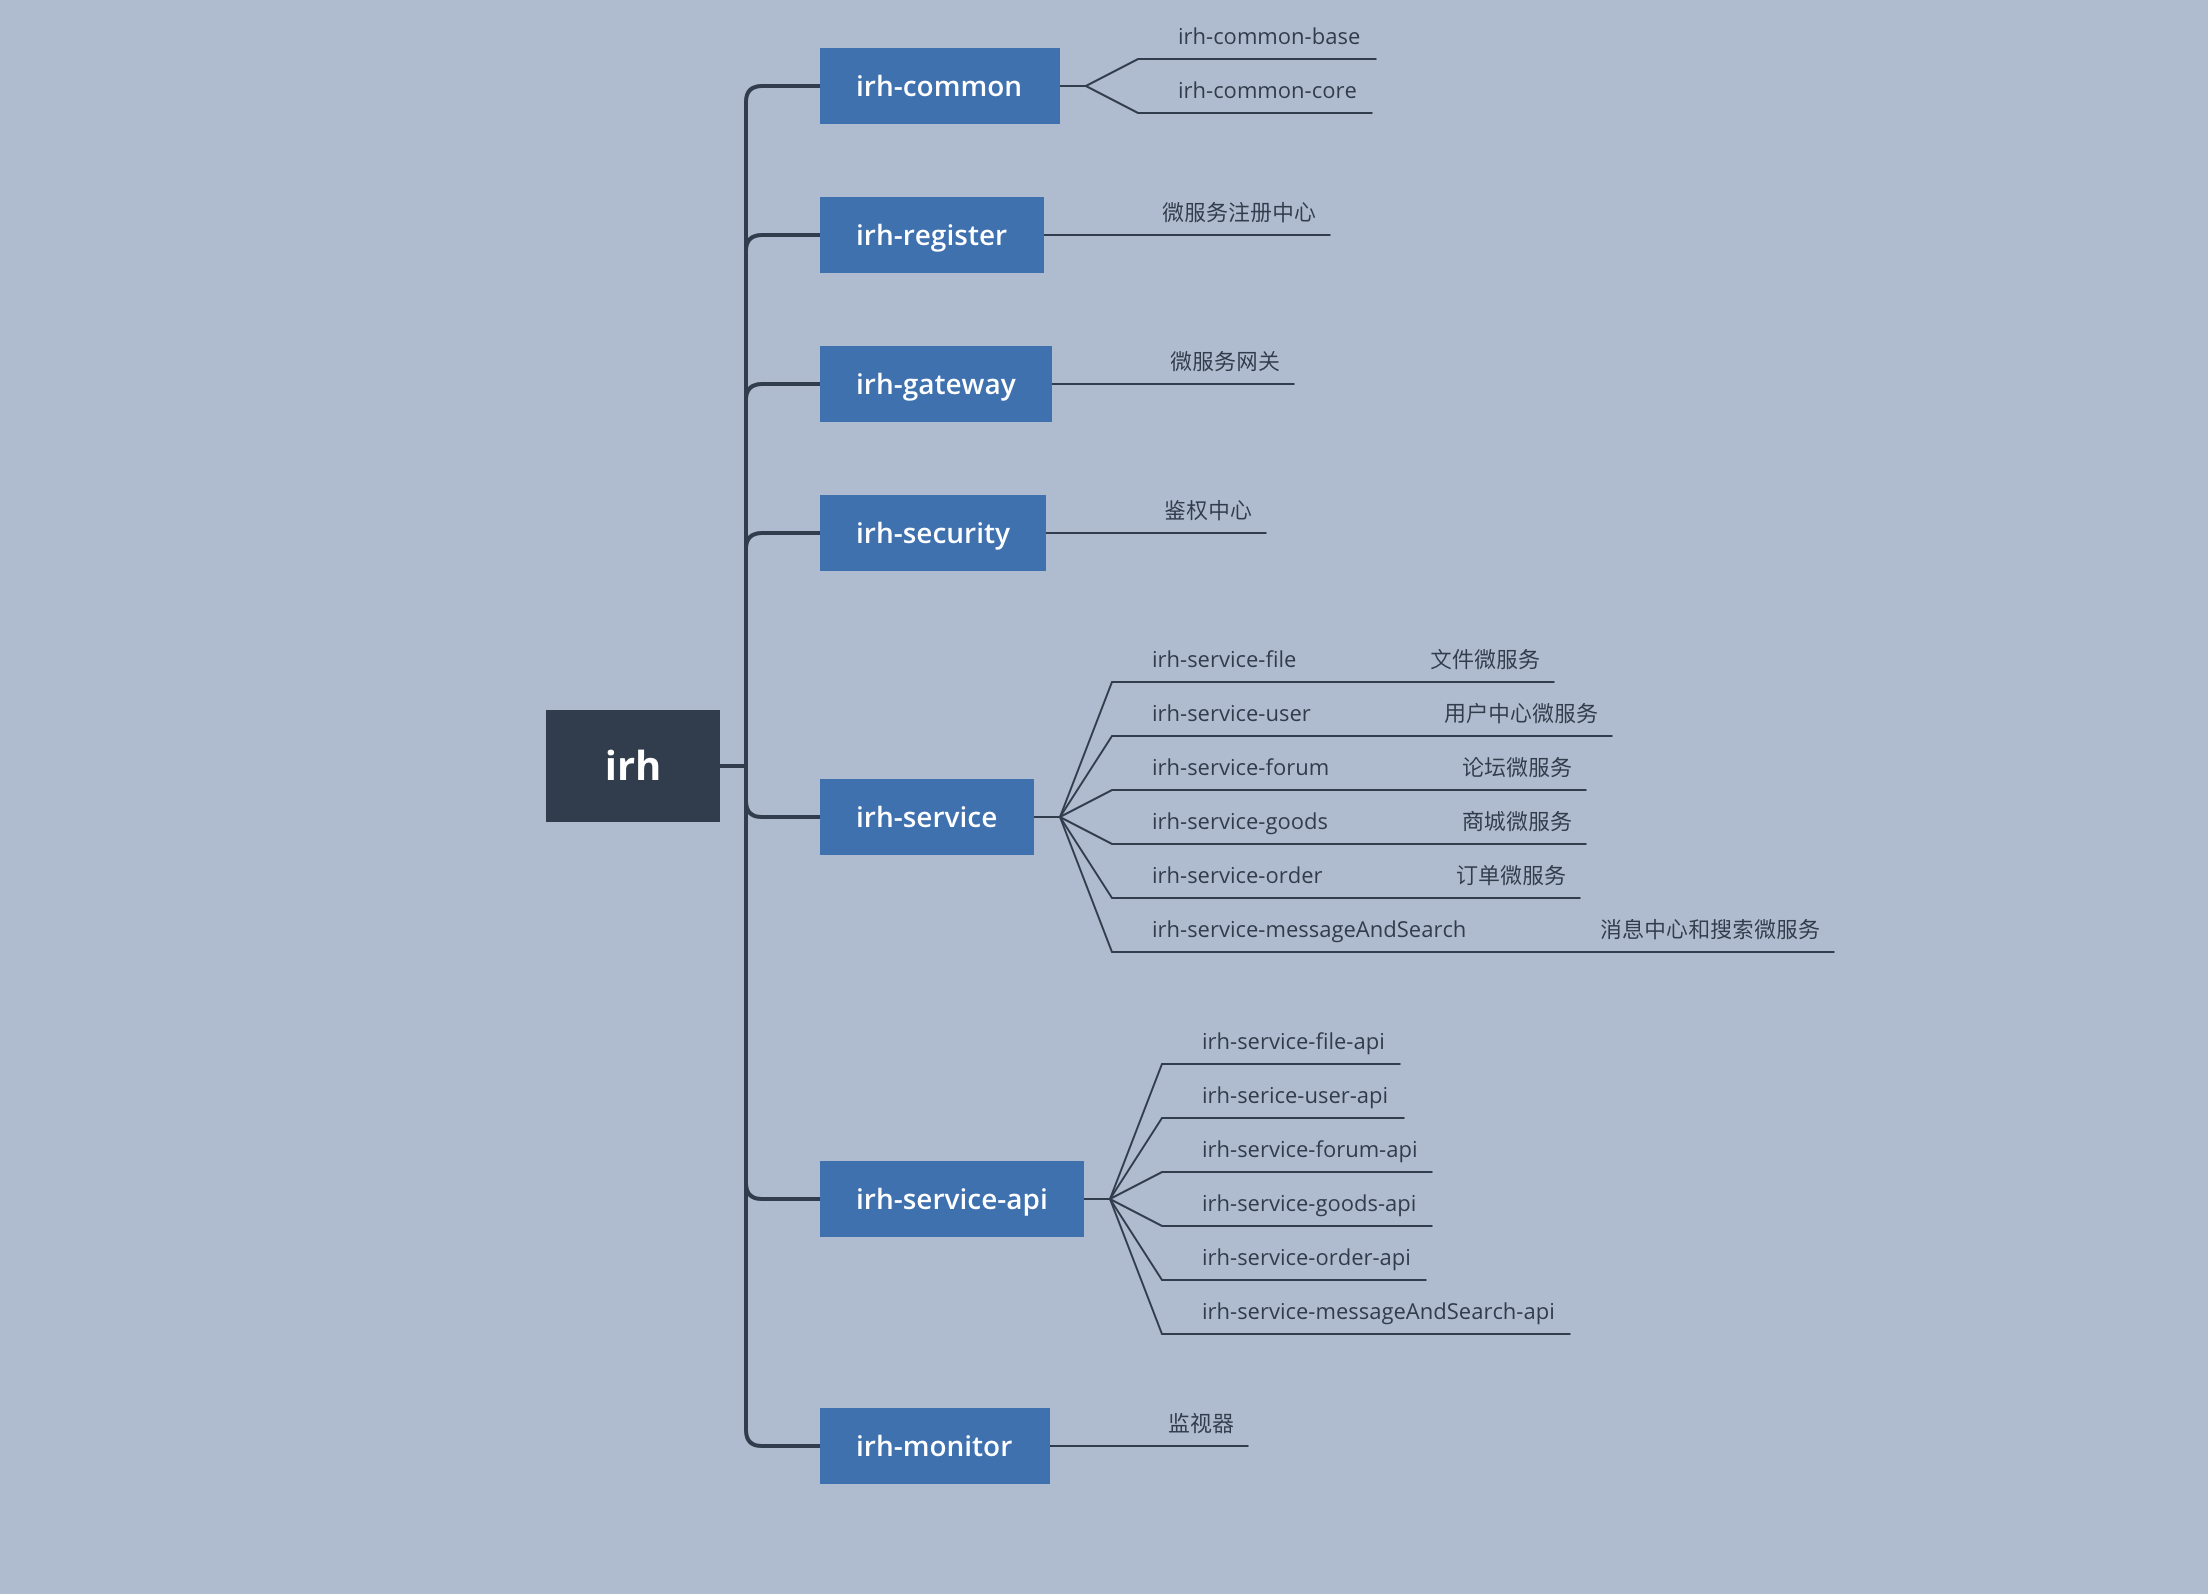 irh
irh-common
irh-common-base
irh-common-core
irh-register
微服务注册中心
irh-gateway
微服务网关
irh-security
鉴权中心
irh-service
irh-service-file 文件微服务
irh-service-user 用户中心微服务
irh-service-forum 论坛微服务
irh-service-goods 商城微服务
irh-service-order 订单微服务
irh-service-messageAndSearch 消息中心和搜索微服务
irh-service-api
irh-service-file-api
irh-serice-user-api
irh-service-forum-api
irh-service-goods-api
irh-service-order-api
irh-service-messageAndSearch-api
irh-monitor
监视器